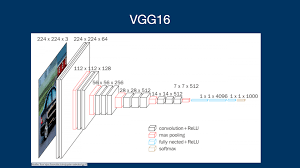 VGG16
224 x 224 x 3
224 x 224 x 64
112 x 112 x 128
56 x 56 x 256
28 x 28 x 512
14 x 14 x 512
7 x 7 x 512
1 x 1 x 4096
1 x 1 x 1000
convolution+ReLU
max pooling
fully nected+ReLU
softmax